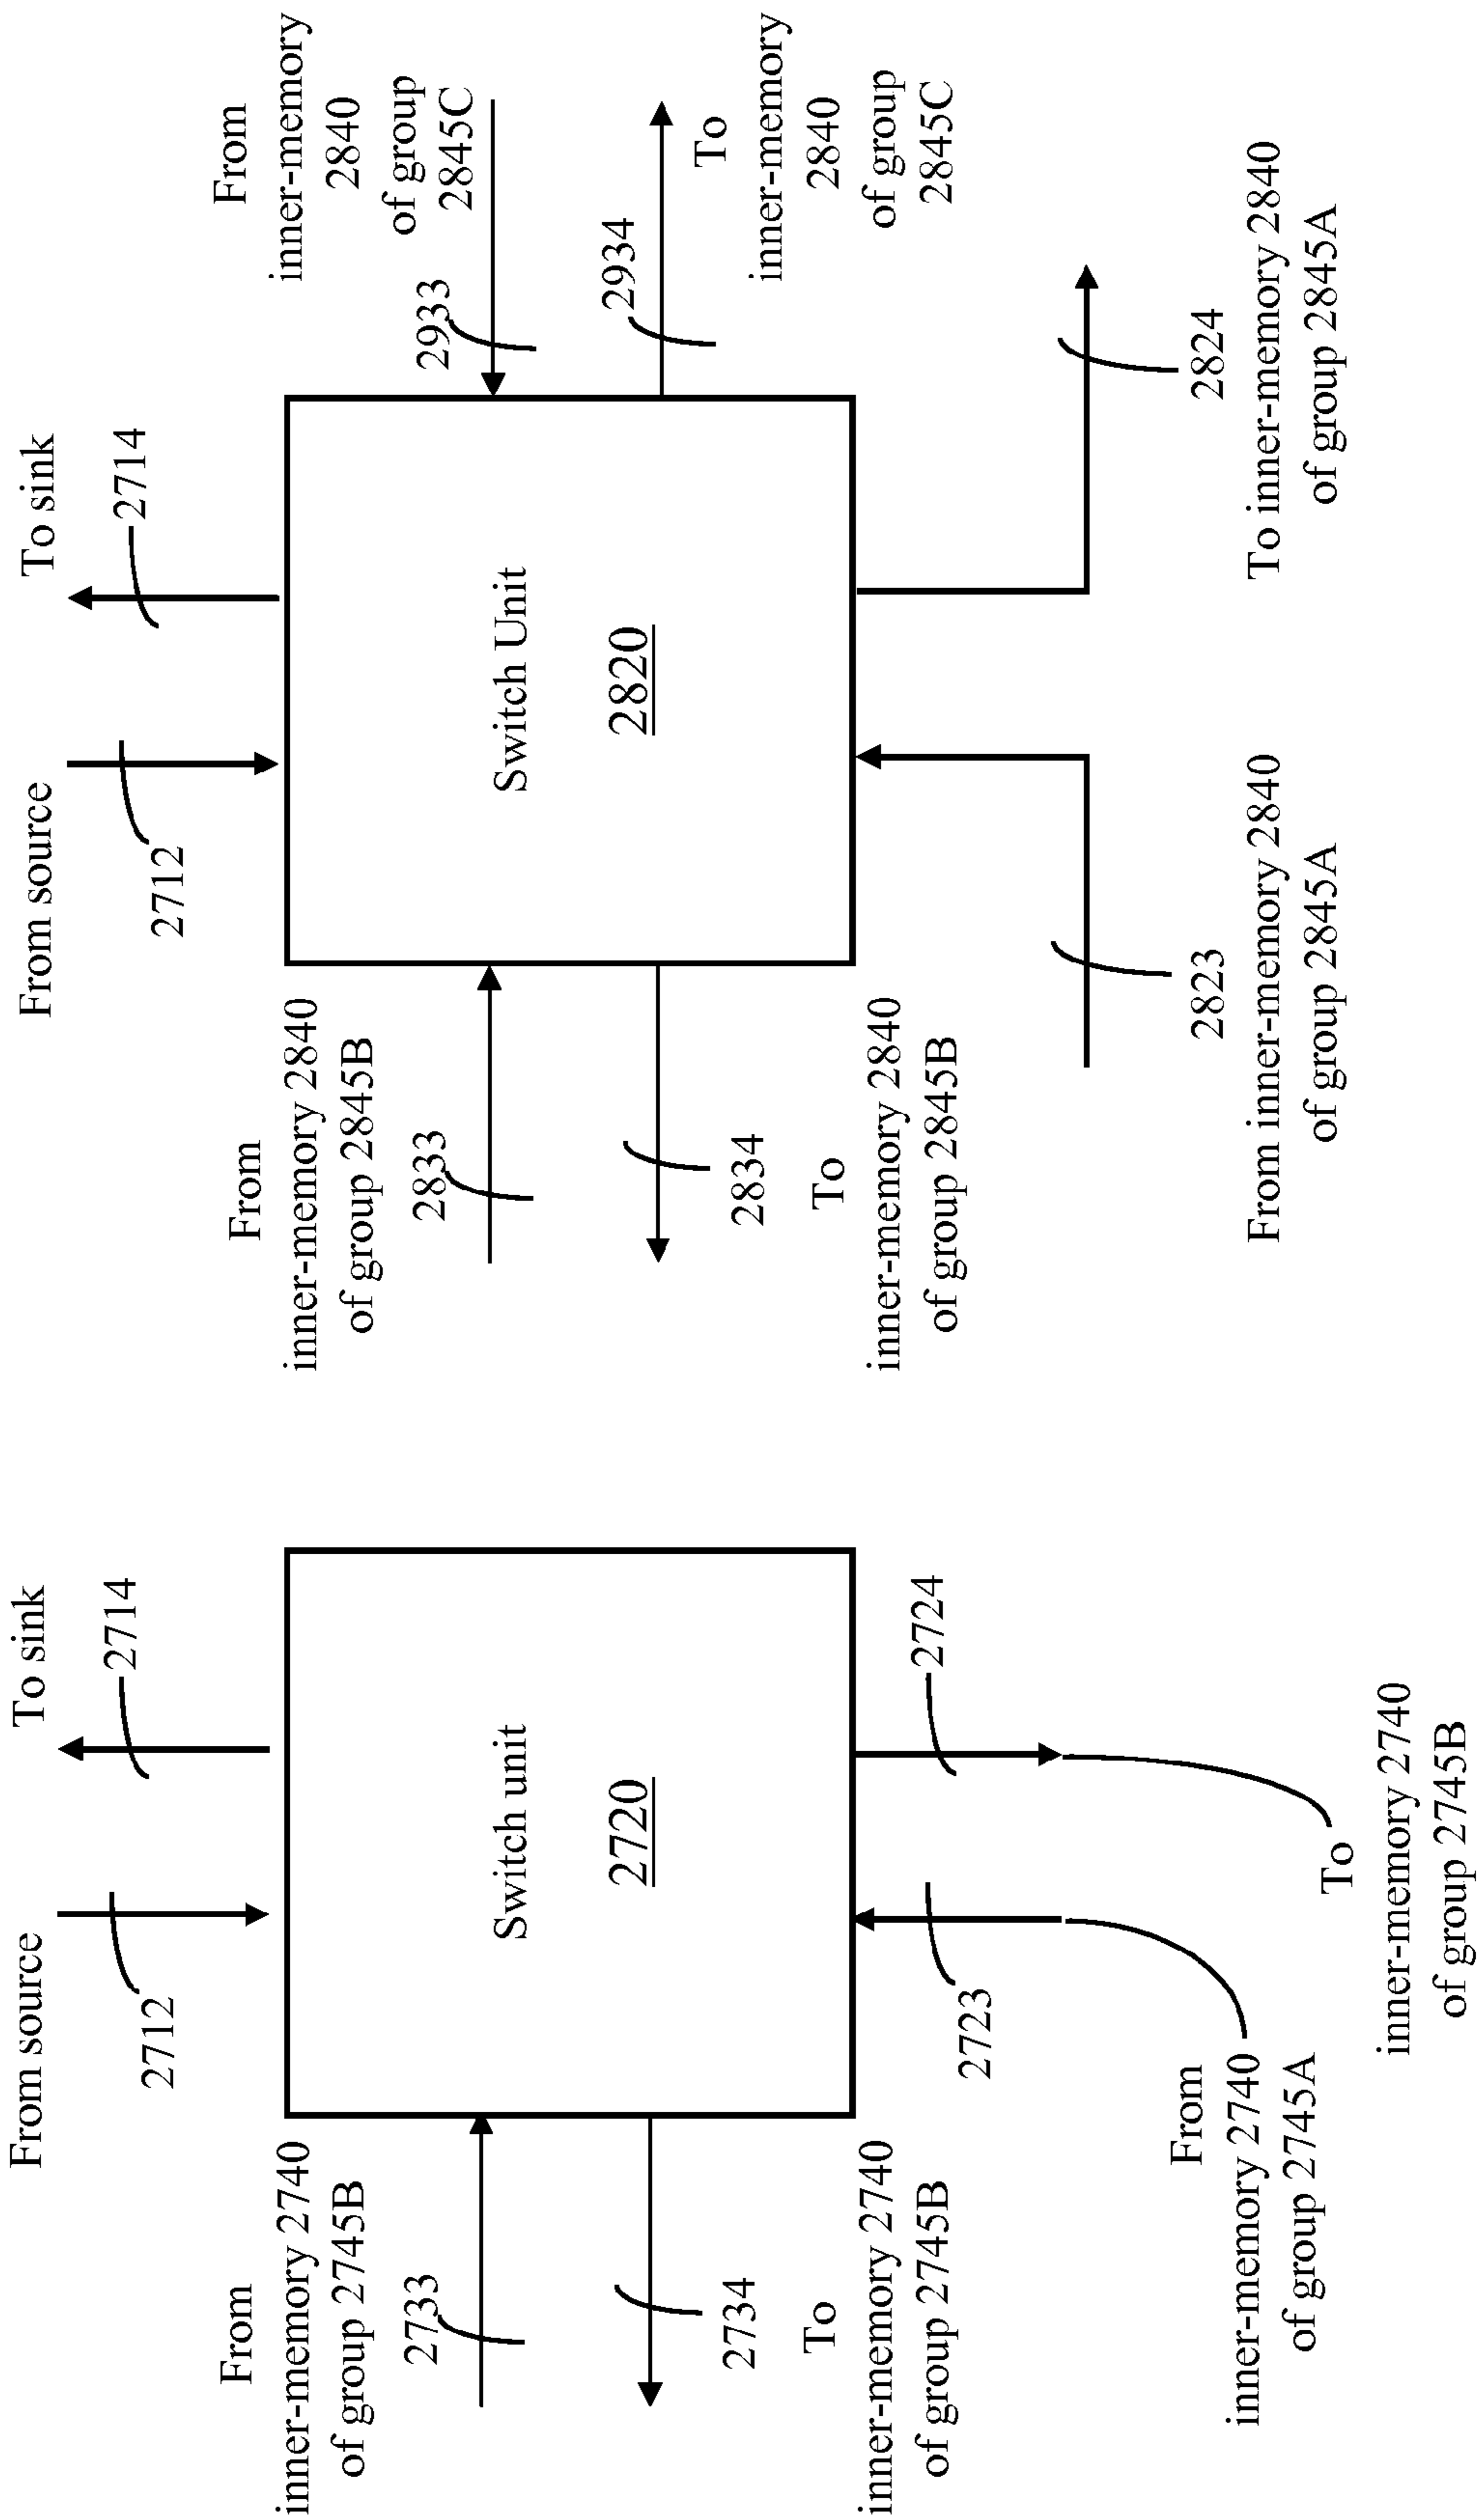 From source
To sink
2712
2714
From
inner-memory 2740
of group 2745B
2733
Switch unit
2720
2734
To
inner-memory 2740
of group 2745B
2723
2724
From
inner-memory 2740
of group 2745A
To
inner-memory 2740
of group 2745B
From source
To sink
2712
2714
From
inner-memory 2840
of group 2845B
2833
Switch Unit
2820
2834
To
inner-memory 2840
of group 2845B
From
inner-memory
2840
of group
2845C
2933
2934
To
inner-memory
2840
of group
2845C
2823
From inner-memory 2840
of group 2845A
2824
To inner-memory 2840
of group 2845A